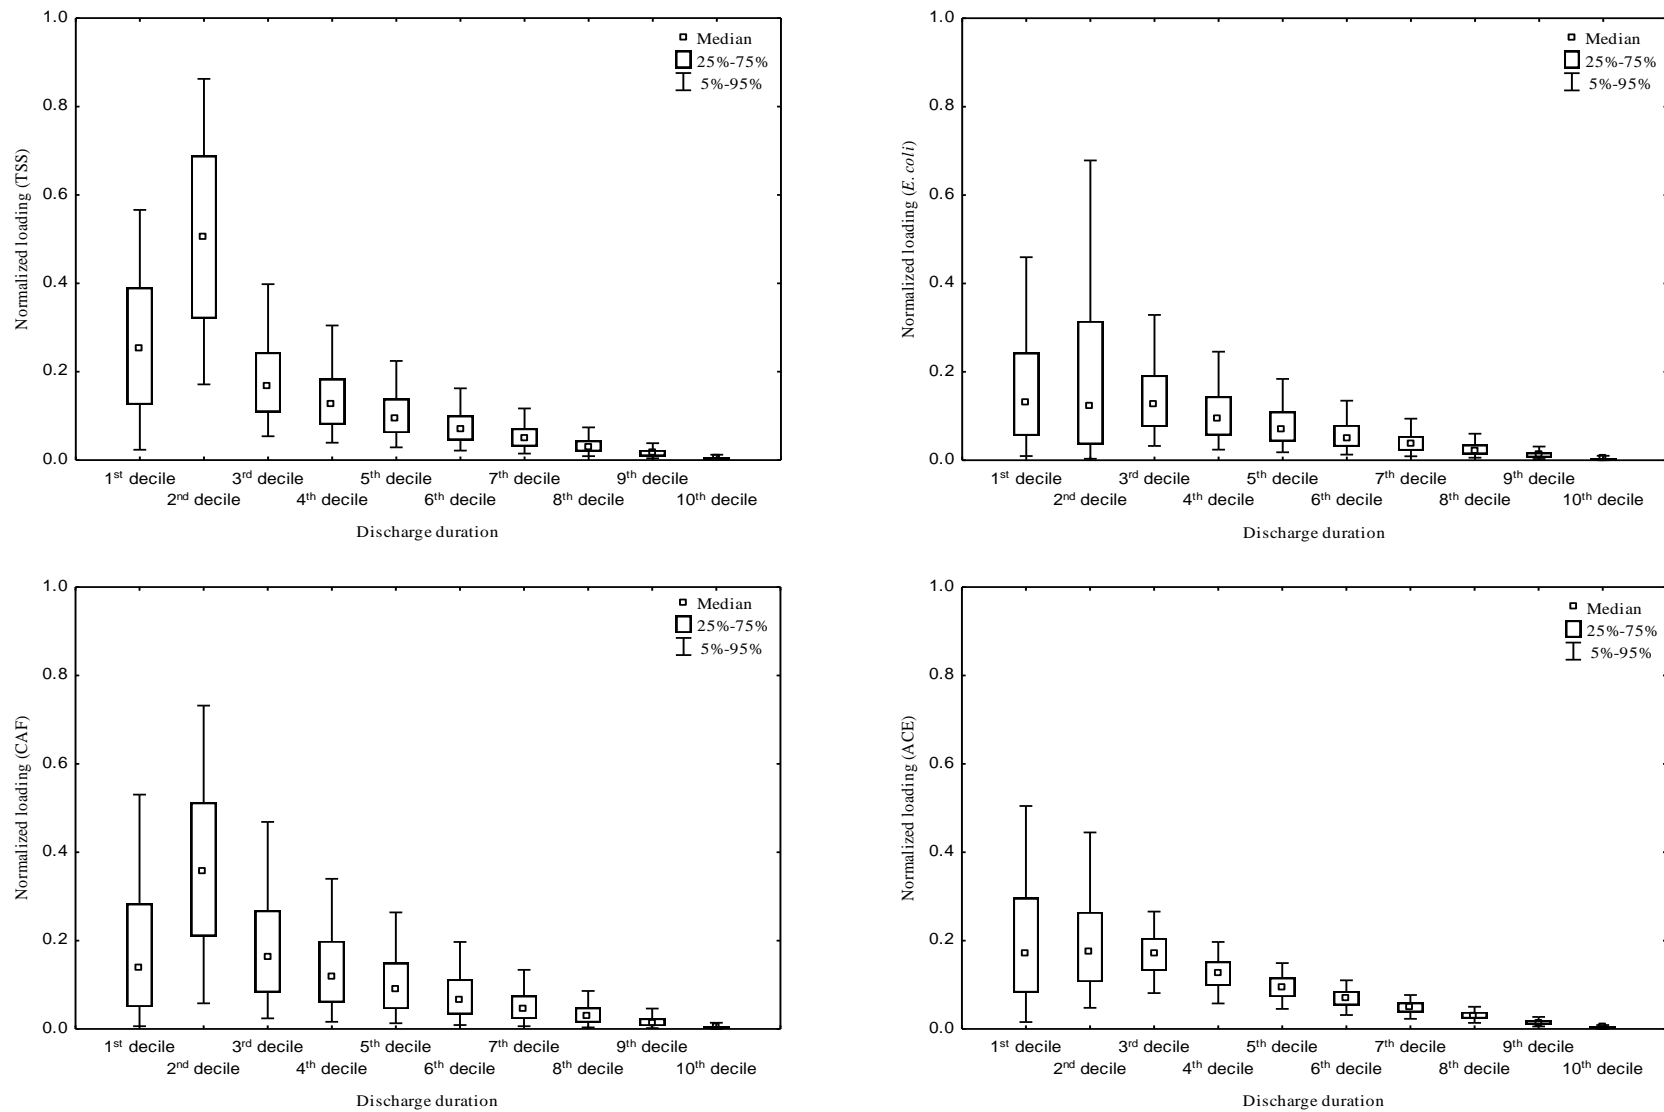 1.0
0.8
0.6
0.4
0.2
0.0
Normalized loading (TSS)
Median
25%-75%
5%-95%
1st decile 3rd decile 5th decile 7th decile 9th decile
2nd decile 4th decile 6th decile 8th decile 10th decile
Discharge duration
1.0
0.8
0.6
0.4
0.2
0.0
Normalized loading (E. coli)
Median
25%-75%
5%-95%
1st decile 3rd decile 5th decile 7th decile 9th decile
2nd decile 4th decile 6th decile 8th decile 10th decile
Discharge duration
1.0
0.8
0.6
0.4
0.2
0.0
Normalized loading (CAF)
Median
25%-75%
5%-95%
1st decile 3rd decile 5th decile 7th decile 9th decile
2nd decile 4th decile 6th decile 8th decile 10th decile
Discharge duration
1.0
0.8
0.6
0.4
0.2
0.0
Normalized loading (ACE)
Median
25%-75%
5%-95%
1st decile 3rd decile 5th decile 7th decile 9th decile
2nd decile 4th decile 6th decile 8th decile 10th decile
Discharge duration